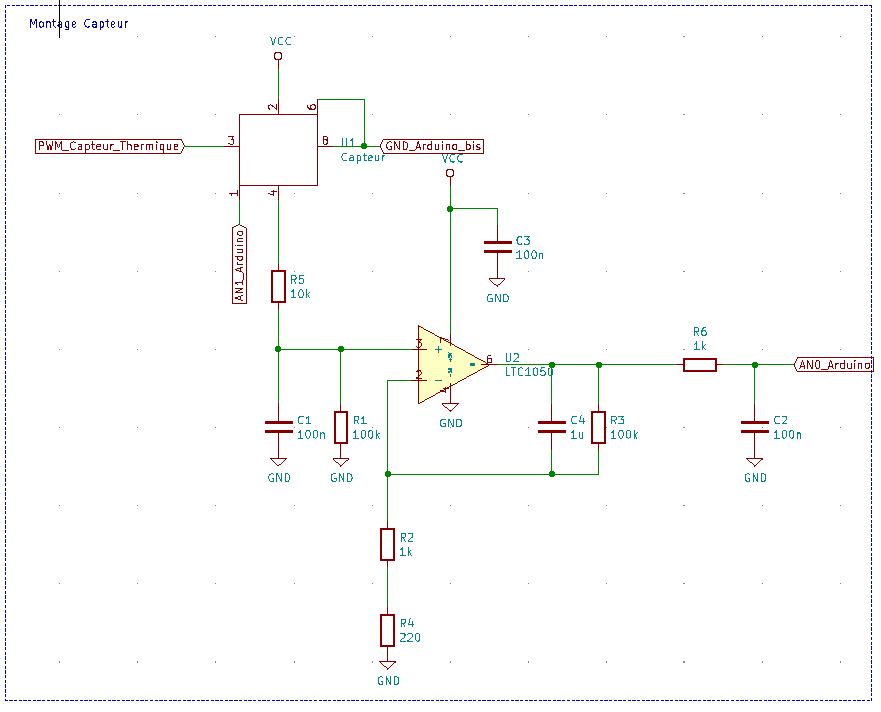 Montage Capteur
VCC
2
6
PWM_Capteur_Thermique
3
8
U1
Capteur
GND_Arduino_bis
VCC
1
4
AN1_Arduino
R5
10k
C3
100n
GND
3
+
7
2
-
4
6
U2
LTC1050
GND
R6
1k
AN0_Arduino
C1
100n
GND
R1
100k
GND
C4
1u
R3
100k
C2
100n
GND
R2
1k
R4
220
GND